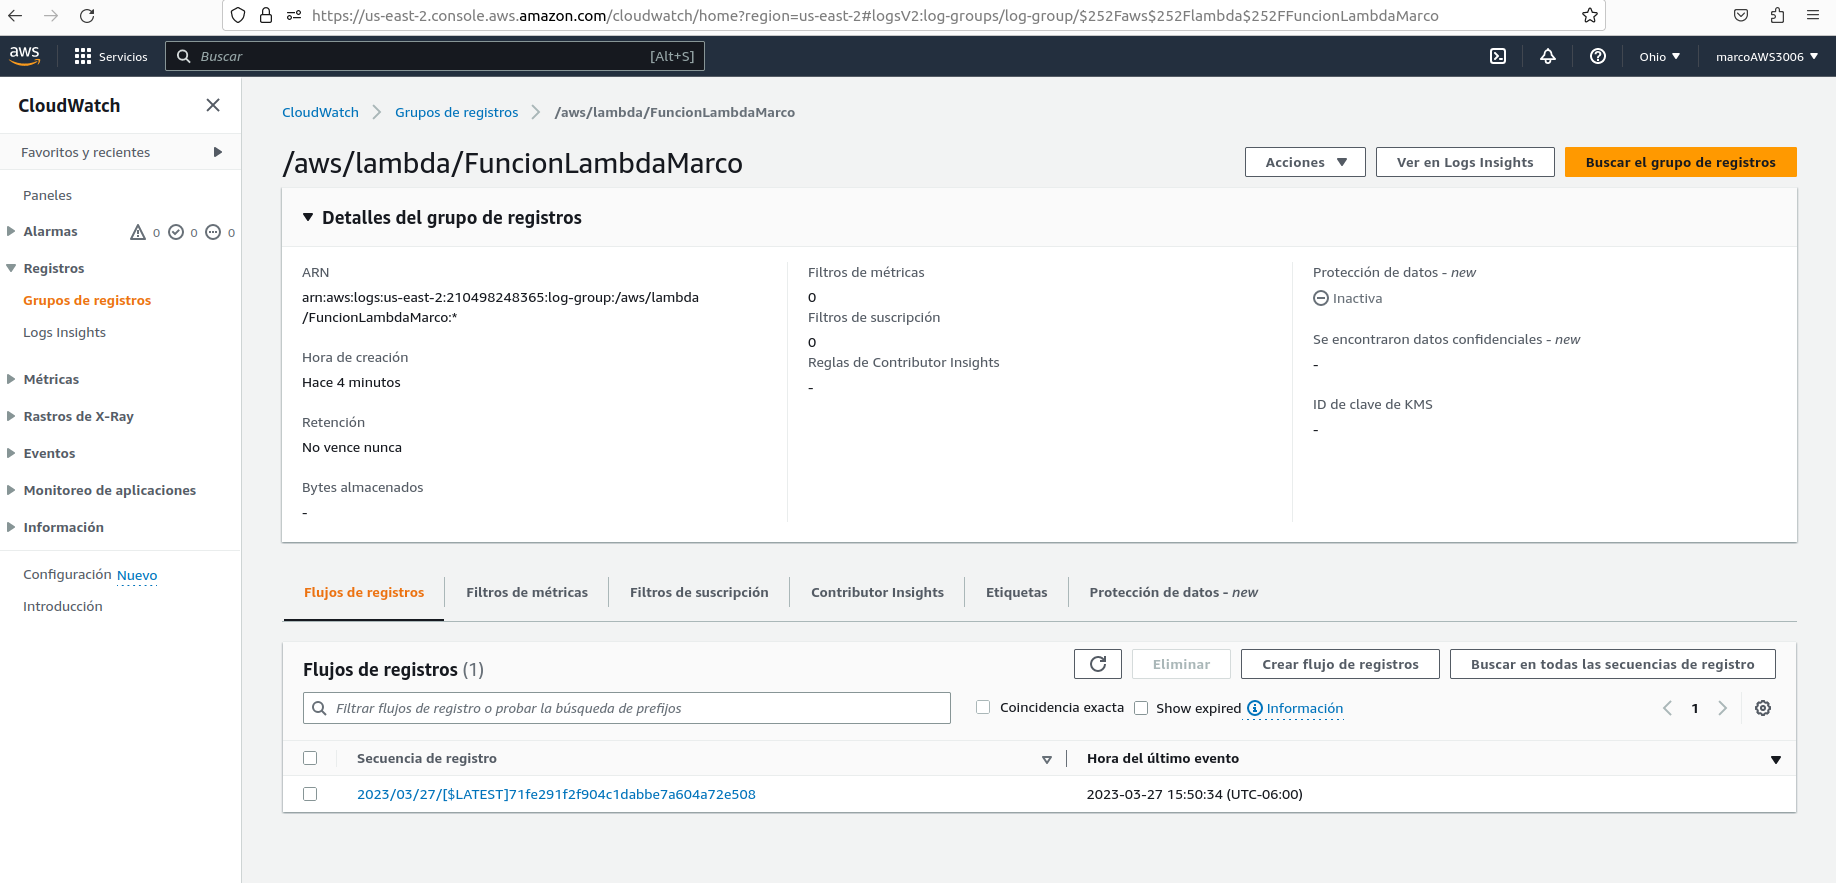 https://us-east-2.console.aws.amazon.com/cloudwatch/home?region=us-east-2#logsV2:log-groups/log-group/$252Faws$252Flambda$252FFuncionLambdaMarco
aws
Servicios
Buscar
[Alt+S]
Ohio
marcoAWS3006
CloudWatch
Favoritos y recientes
Paneles
Alarmas
0
0
0
Registros
Grupos de registros
Logs Insights
Métricas
Rastros de X-Ray
Eventos
Monitoreo de aplicaciones
Información
Configuración Nuevo
Introducción
CloudWatch
Grupos de registros
/aws/lambda/FuncionLambdaMarco
/aws/lambda/FuncionLambdaMarco
Acciones
Ver en Logs Insights
Buscar el grupo de registros
Detalles del grupo de registros
ARN
arn:aws:logs:us-east-2:210498248365:log-group:/aws/lambda
/FuncionLambdaMarco:*
Hora de creación
Hace 4 minutos
Retención
No vence nunca
Bytes almacenados
-
Filtros de métricas
0
Filtros de suscripción
0
Reglas de Contributor Insights
-
Protección de datos - new
Inactiva
Se encontraron datos confidenciales - new
-
ID de clave de KMS
-
Flujos de registros
Filtros de métricas
Filtros de suscripción
Contributor Insights
Etiquetas
Protección de datos - new
Flujos de registros (1)
Eliminar
Crear flujo de registros
Buscar en todas las secuencias de registro
Filtrar flujos de registro o probar la búsqueda de prefijos
Coincidencia exacta
Show expired
Información
1
Secuencia de registro
Hora del último evento
2023/03/27/[$LATEST]71fe291f2f904c1dabbe7a604a72e508
2023-03-27 15:50:34 (UTC-06:00)